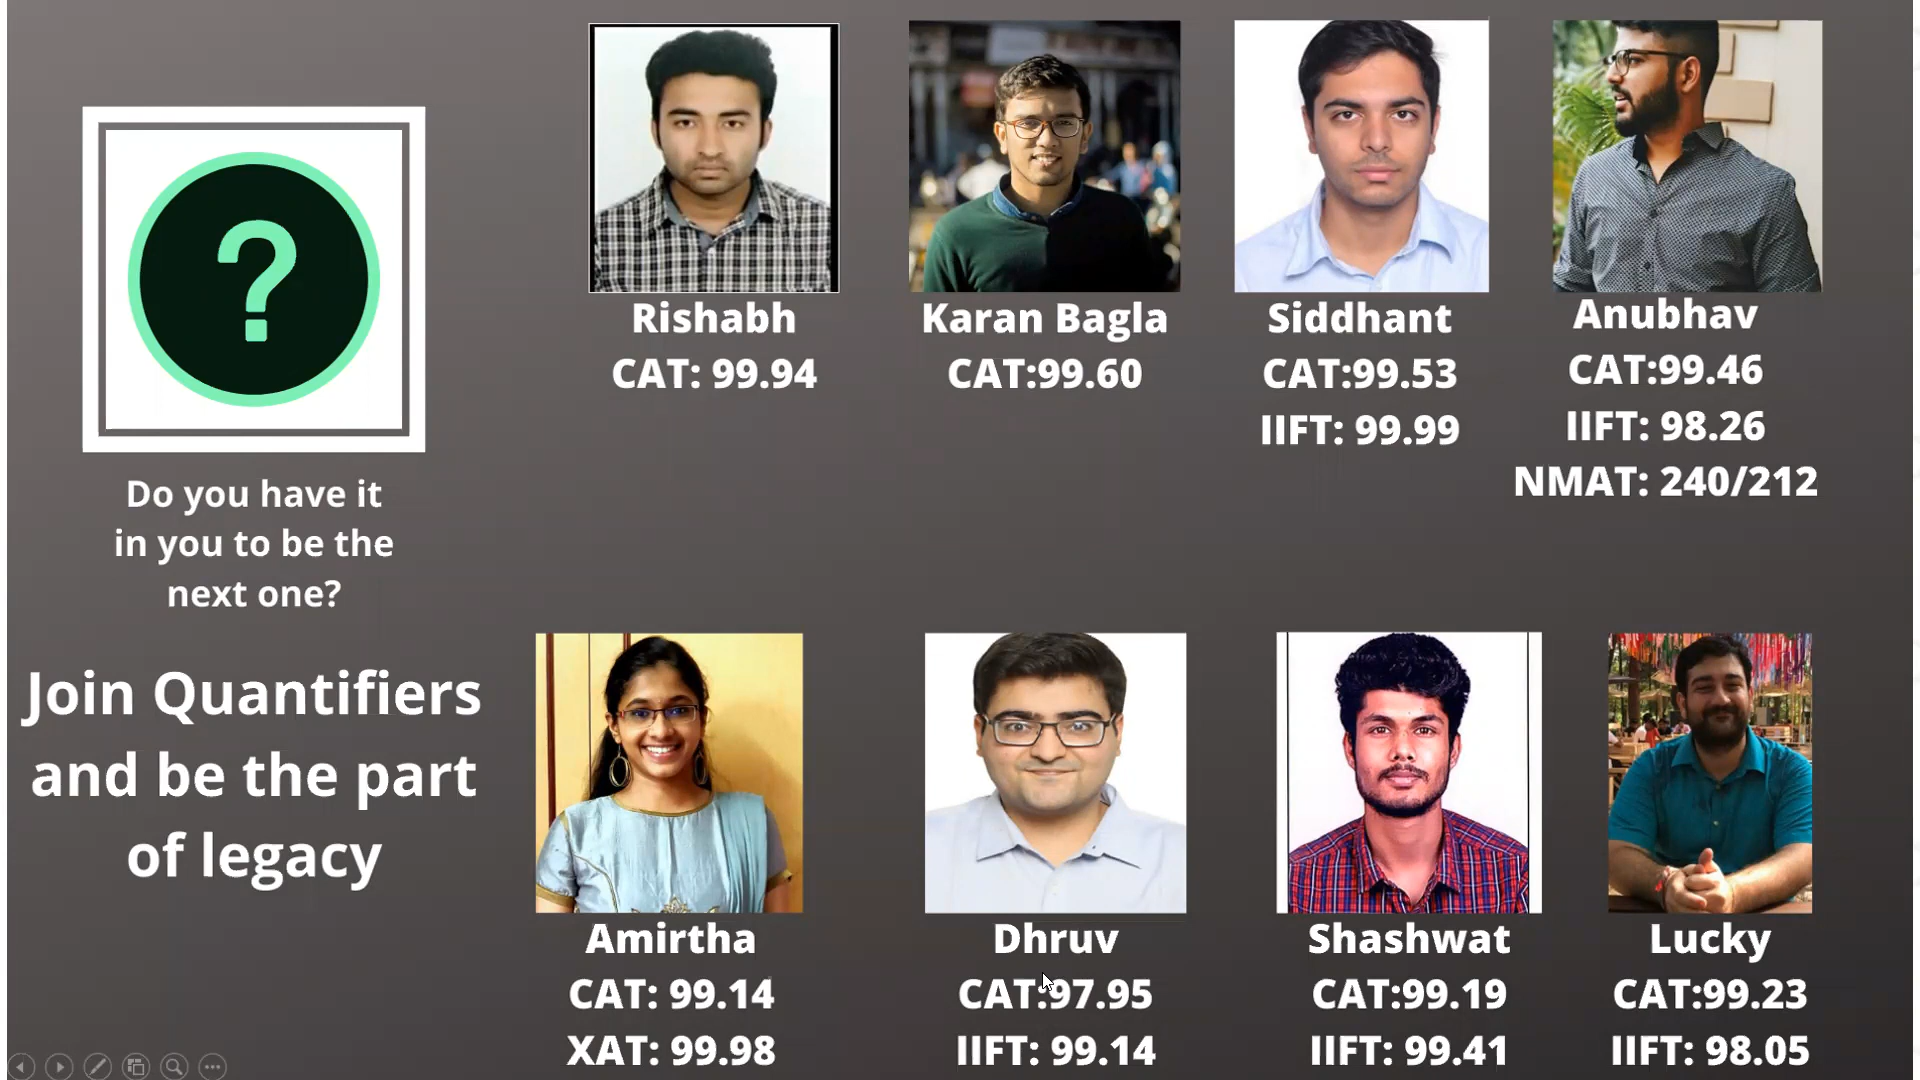 ?
Do you have it
in you to be the
next one?
Join Quantifiers
and be the part
of legacy
Rishabh
CAT: 99.94
Karan Bagla
CAT:99.60
Siddhant
CAT:99.53
IIFT: 99.99
Anubhav
CAT:99.46
IIFT: 98.26
NMAT: 240/212
Amirtha
CAT: 99.14
XAT: 99.98
Dhruv
CAT:97.95
IIFT: 99.14
Shashwat
CAT:99.19
IIFT: 99.41
Lucky
CAT:99.23
IIFT: 98.05